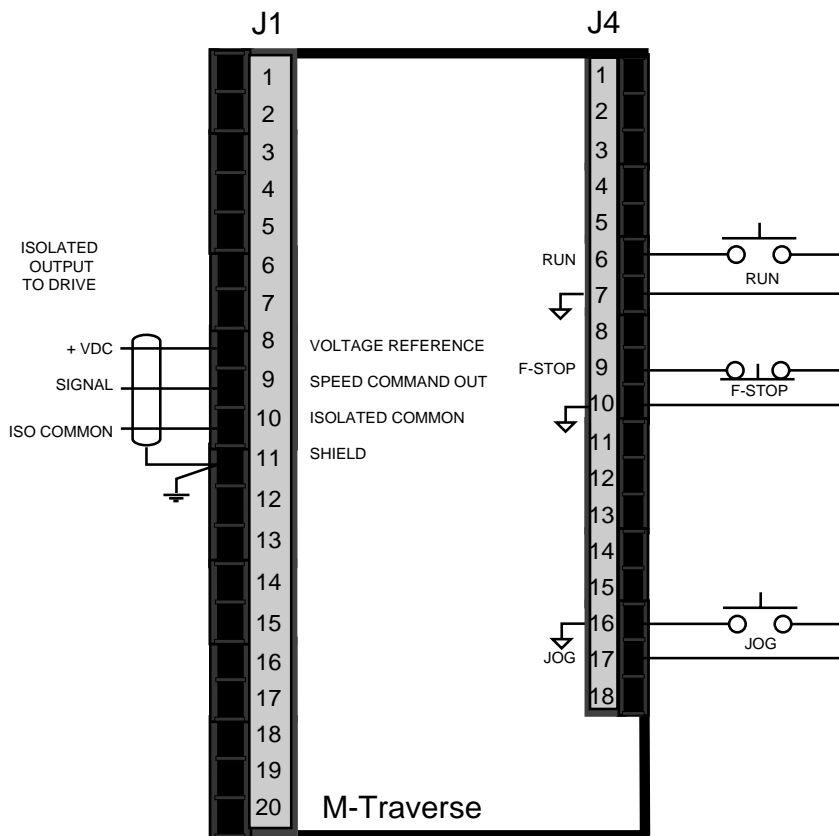 J1
J4
1
2
3
4
5
6
7
8
9
10
11
12
13
14
15
16
17
18
19
20
ISOLATED
OUTPUT
TO DRIVE
+ VDC
SIGNAL
ISO COMMON
VOLTAGE REFERENCE
SPEED COMMAND OUT
ISOLATED COMMON
SHIELD
RUN
F-STOP
JOG
1
2
3
4
5
6
7
8
9
10
11
12
13
14
15
16
17
18
RUN
F-STOP
JOG
M-Traverse